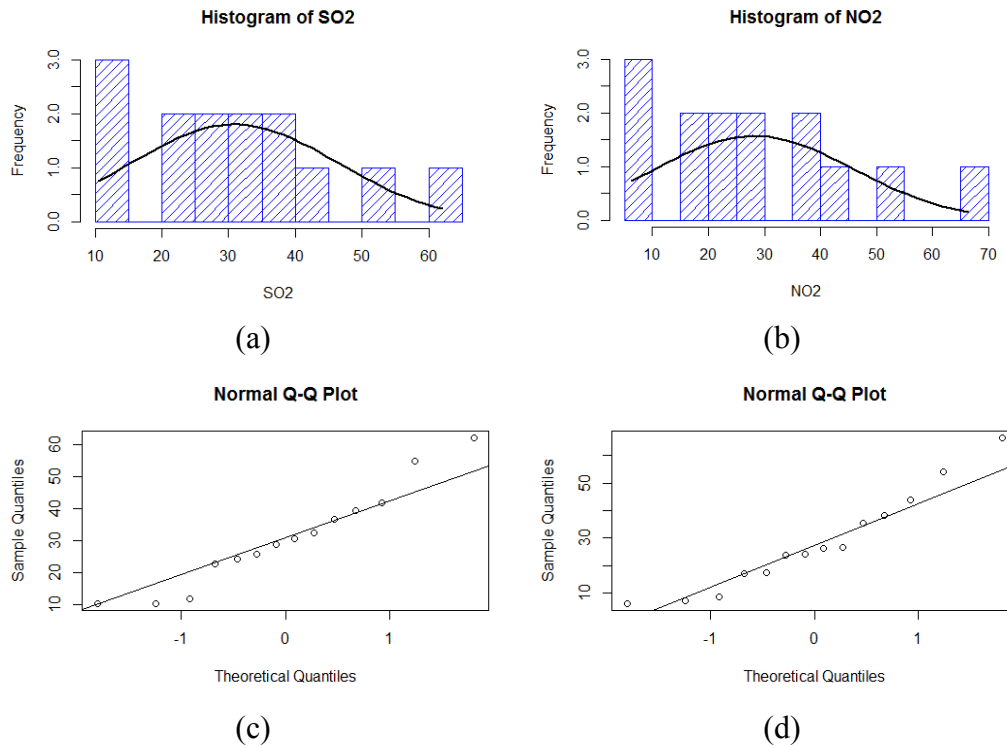 Histogram of SO2
Frequency
0.0 1.0 2.0 3.0
10 20 30 40 50 60
SO2
(a)
Histogram of NO2
Frequency
0.0 1.0 2.0 3.0
10 20 30 40 50 60 70
NO2
(b)
Normal Q-Q Plot
Sample Quantiles
10 20 30 40 50 60
-1 0 1
Theoretical Quantiles
(c)
Normal Q-Q Plot
Sample Quantiles
10 30 50
-1 0 1
Theoretical Quantiles
(d)